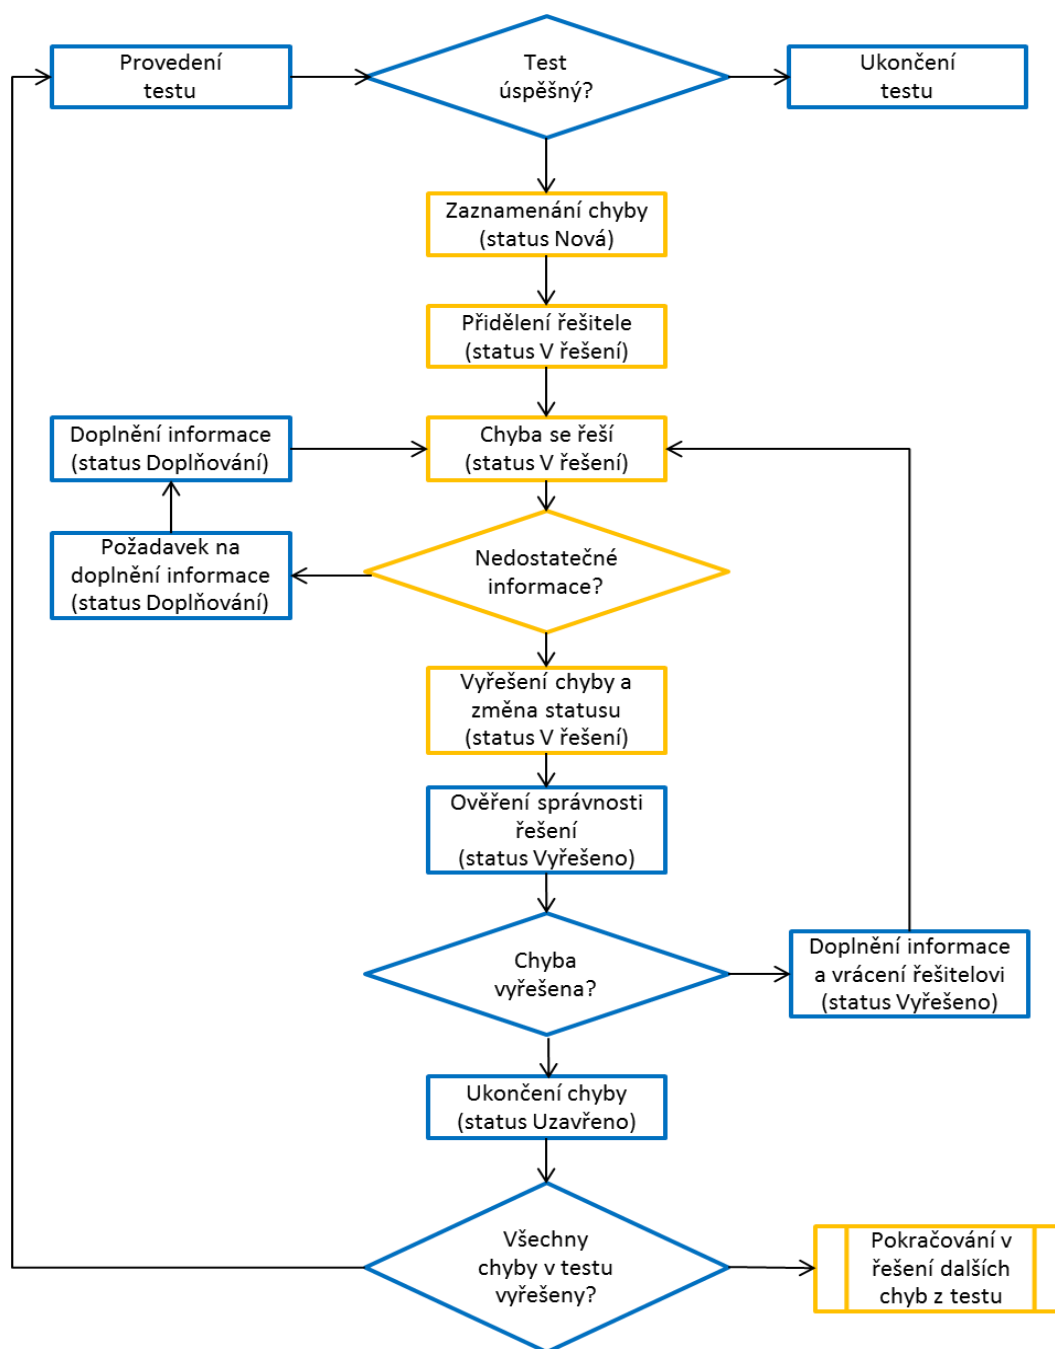 Provedení
testu
Test
úspěšný?
Ukončení
testu
Zaznamenání chyby
(status Nová)
Přidělení řešitele
(status V řešení)
Doplnění informace
(status Doplňování)
Chyba se řeší
(status V řešení)
Požadavek na
doplnění informace
(status Doplňování)
Nedostatečné
informace?
Vyřešení chyby a
změna statusu
(status V řešení)
Ověření správnosti
řešení
(status Vyřešeno)
Chyba
vyřešena?
Doplnění informace
a vrácení řešitelovi
(status Vyřešeno)
Ukončení chyby
(status Uzavřeno)
Všechny
chyby v testu
vyřešeny?
Pokračování v
řešení dalších
chyb z testu